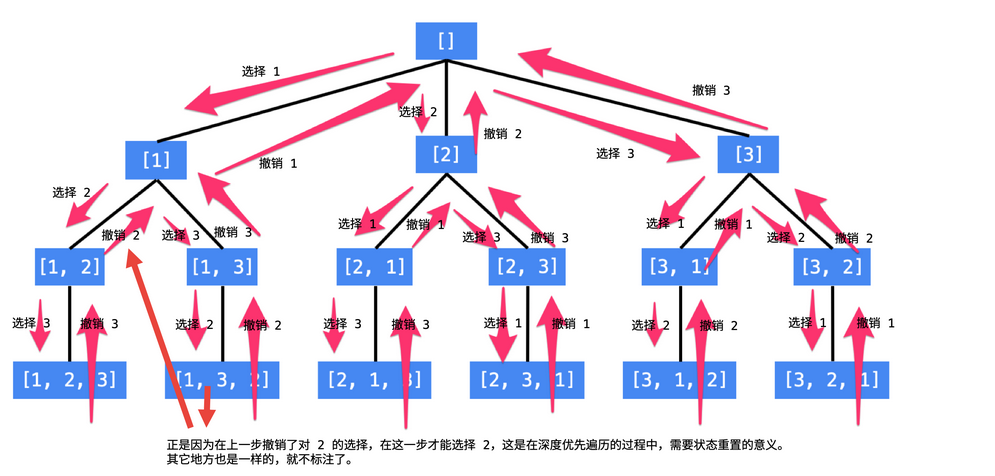 []
选择 1
撤销 3
选择 2
撤销 2
[1]
撤销 1
[2]
选择 3
[3]
选择 2
撤销 2
选择 3
撤销 3
选择 1
撤销 1
选择 3
撤销 3
选择 1
撤销 1
选择 2
撤销 2
[1, 2]
[1, 3]
[2, 1]
[2, 3]
[3, 1]
[3, 2]
选择 3
撤销 3
选择 2
撤销 2
选择 3
撤销 3
选择 1
撤销 1
选择 2
撤销 2
选择 1
撤销 1
[1, 2, 3]
[1, 3, 2]
[2, 1, 3]
[2, 3, 1]
[3, 1, 2]
[3, 2, 1]
正是因为在上一步撤销了对 2 的选择，在这一步才能选择 2，这是在深度优先遍历的过程中，需要状态重置的意义。
其它地方也是一样的，就不标注了。